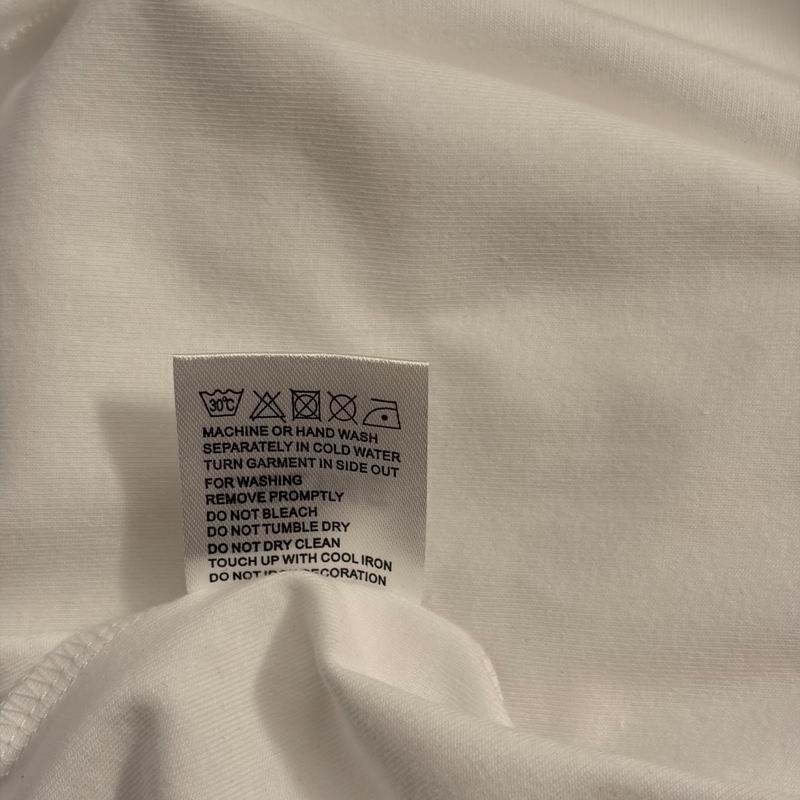 30°C
MACHINE OR HAND WASH
SEPARATELY IN COLD WATER
TURN GARMENT IN SIDE OUT
FOR WASHING
REMOVE PROMPTLY
DO NOT BLEACH
DO NOT TUMBLE DRY
DO NOT DRY CLEAN
TOUCH UP WITH COOL IRON
DO NOT